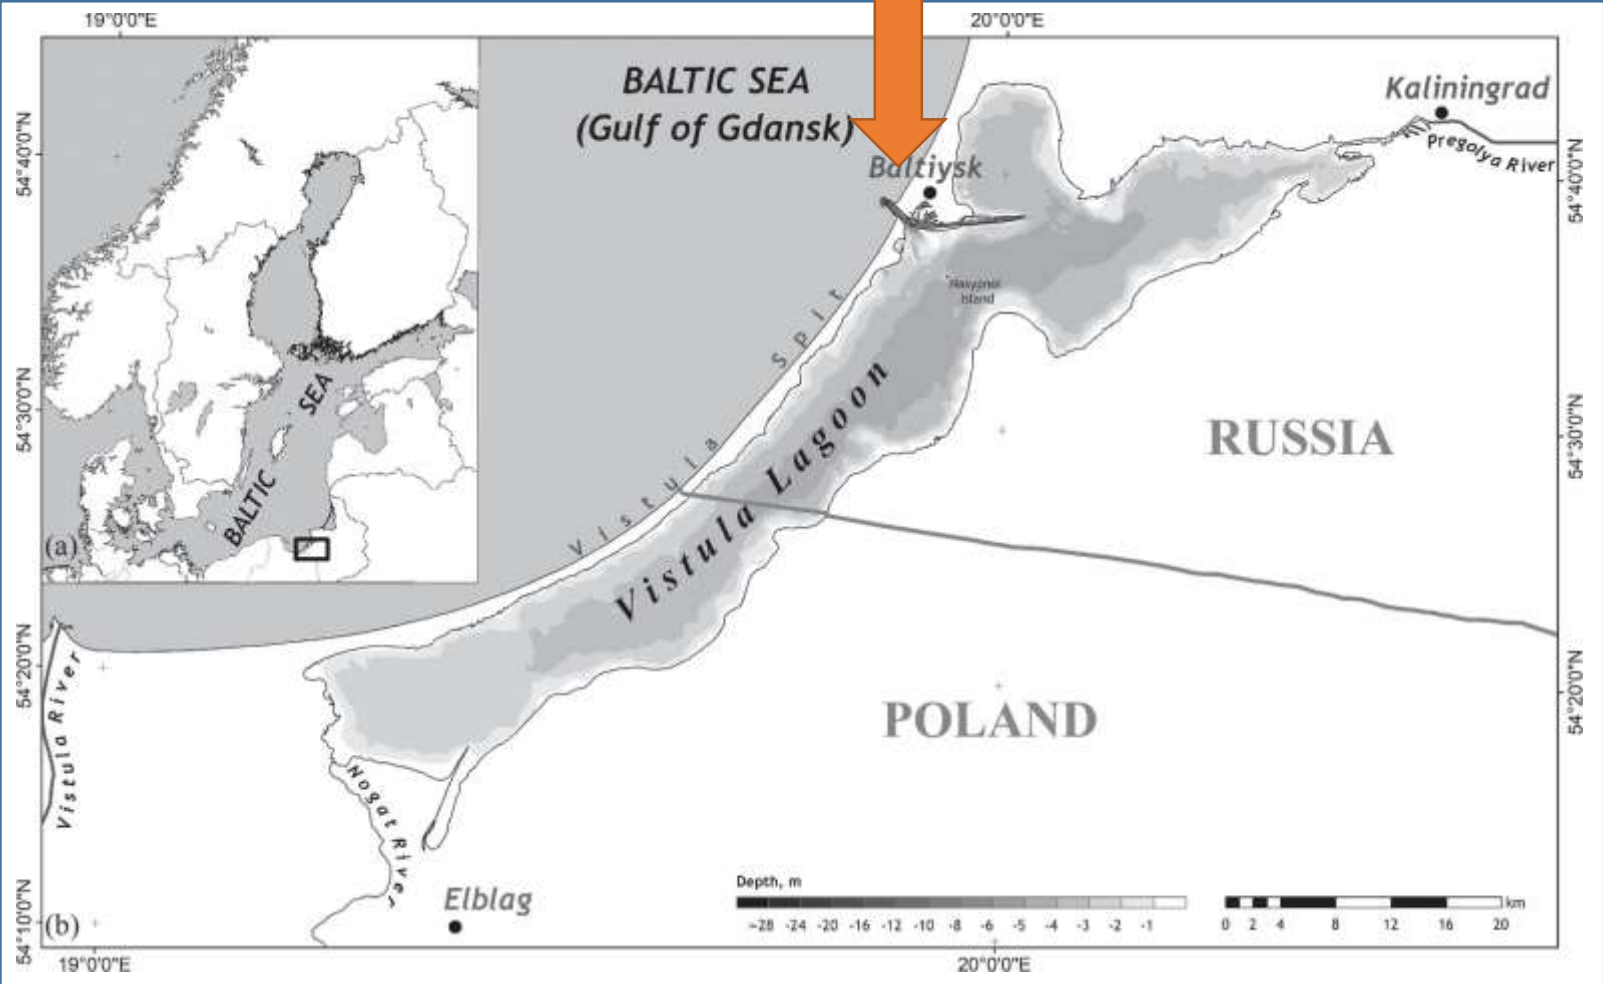 19°0'0"E
20°0'0"E
BALTIC SEA
(Gulf of Gdansk)
Kaliningrad
Pregolya River
Baltiysk
54°40'0"N
54°40'0"N
Nasypnoi
Island
Vistula Spit
SEA
BALTIC
54°30'0"N
54°30'0"N
Vistula Lagoon
RUSSIA
(a)
54°20'0"N
54°20'0"N
Vistula River
POLAND
Nogat River
Elblag
Depth, m
>-28 -24 -20 -16 -12 -10 -8 -6 -5 -4 -3 -2 -1
km
0 2 4 8 12 16 20
54°10'0"N
(b)
19°0'0"E
20°0'0"E